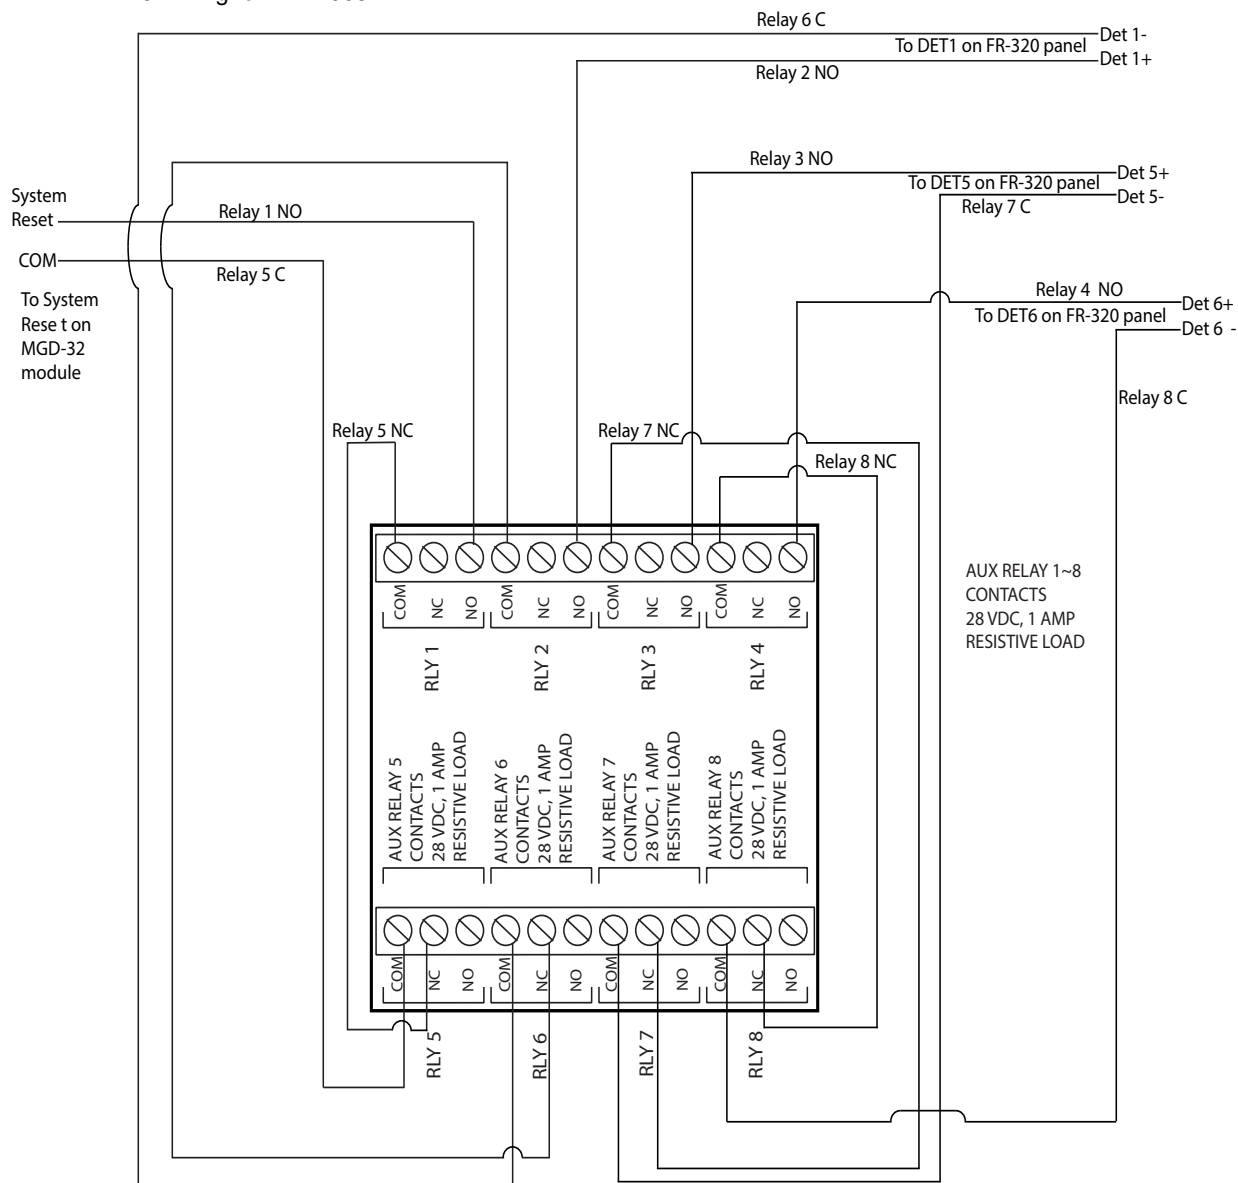 Relay 6 C
Det 1-
To DET1 on FR-320 panel
Det 1+
Relay 2 NO
Relay 3 NO
Det 5+
To DET5 on FR-320 panel
Det 5-
Relay 7 C
System
Reset
Relay 1 NO
COM
Relay 5 C
To System
Rese t on
MGD-32
module
Relay 4 NO
Det 6+
To DET6 on FR-320 panel
Det 6 -
Relay 8 C
Relay 5 NC
Relay 7 NC
Relay 8 NC
AUX RELAY 1~8
CONTACTS
28 VDC, 1 AMP
RESISTIVE LOAD
COM NC NO COM NC NO COM NC NO COM NC NO
RLY 1
RLY 2
RLY 3
RLY 4
AUX RELAY 5
CONTACTS
28 VDC, 1 AMP
RESISTIVE LOAD
AUX RELAY 6
CONTACTS
28 VDC, 1 AMP
RESISTIVE LOAD
AUX RELAY 7
CONTACTS
28 VDC, 1 AMP
RESISTIVE LOAD
AUX RELAY 8
CONTACTS
28 VDC, 1 AMP
RESISTIVE LOAD
COM NC NO COM NC NO COM NC NO COM NC NO
RLY 5
RLY 6
RLY 7
RLY 8